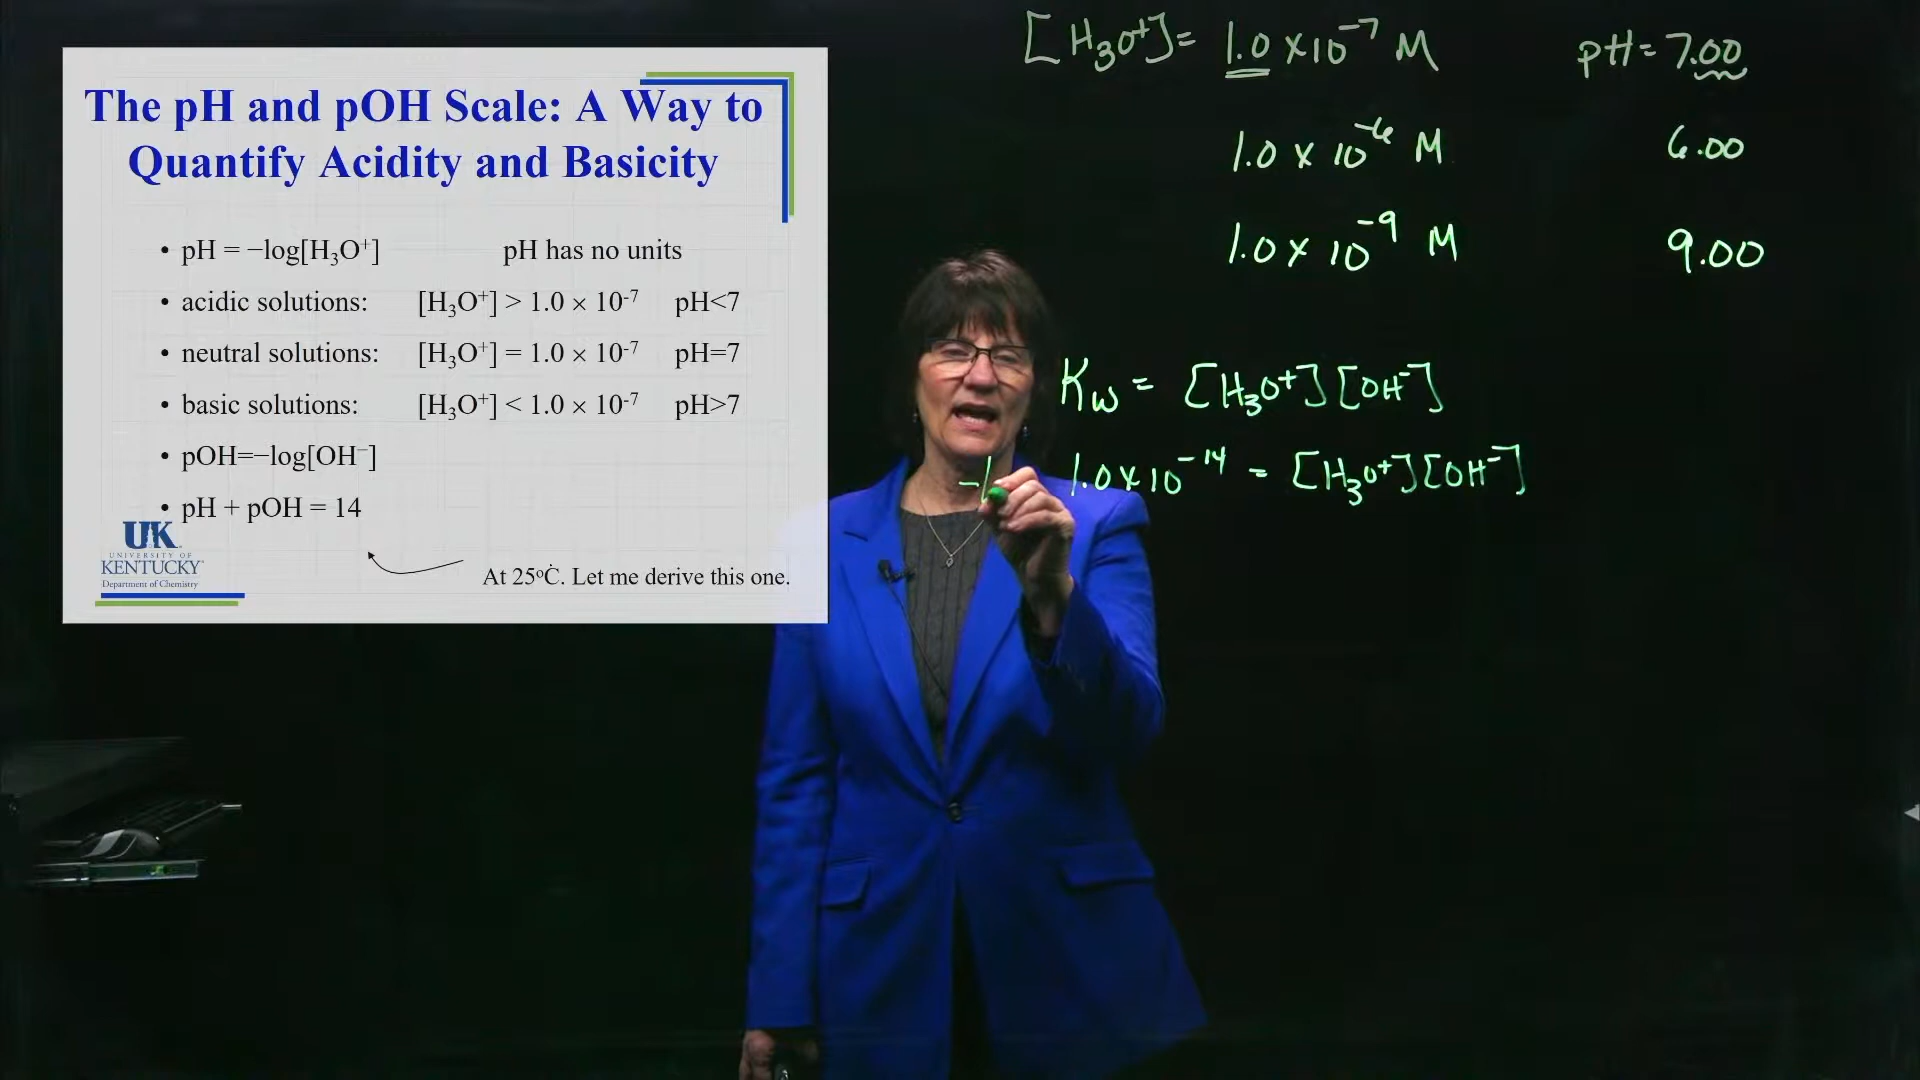 The pH and pOH Scale: A Way to
Quantify Acidity and Basicity
• pH = −log[H₃O⁺] pH has no units
• acidic solutions: [H₃O⁺] > 1.0 × 10⁻⁷ pH<7
• neutral solutions: [H₃O⁺] = 1.0 × 10⁻⁷ pH=7
• basic solutions: [H₃O⁺] < 1.0 × 10⁻⁷ pH>7
• pOH=−log[OH⁻]
• pH + pOH = 14
At 25ºC. Let me derive this one.
UK
UNIVERSITY OF
KENTUCKY
Department of Chemistry
[H₃O⁺]= 1.0 x10⁻⁷ M pH= 7.00
1.0 x 10⁻⁶ M 6.00
1.0 x 10⁻⁹ M 9.00
Kw = [H₃O⁺][OH⁻]
1.0x10⁻¹⁴ = [H₃O⁺][OH⁻]